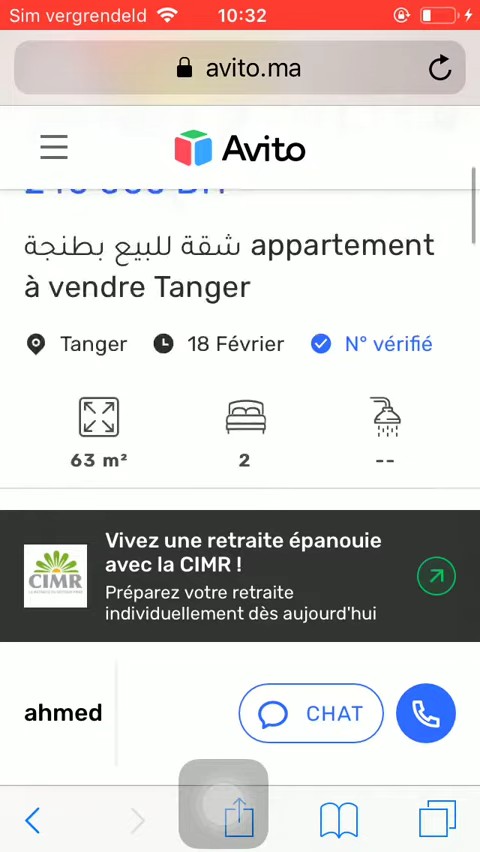 Sim vergrendeld 10:32
avito.ma
Avito
شقة للبيع بطنجة appartement
à vendre Tanger
Tanger 18 Février N° vérifié
63 m² 2 --
Vivez une retraite épanouie
avec la CIMR !
CIMR
Préparez votre retraite
individuellement dès aujourd'hui
ahmed CHAT